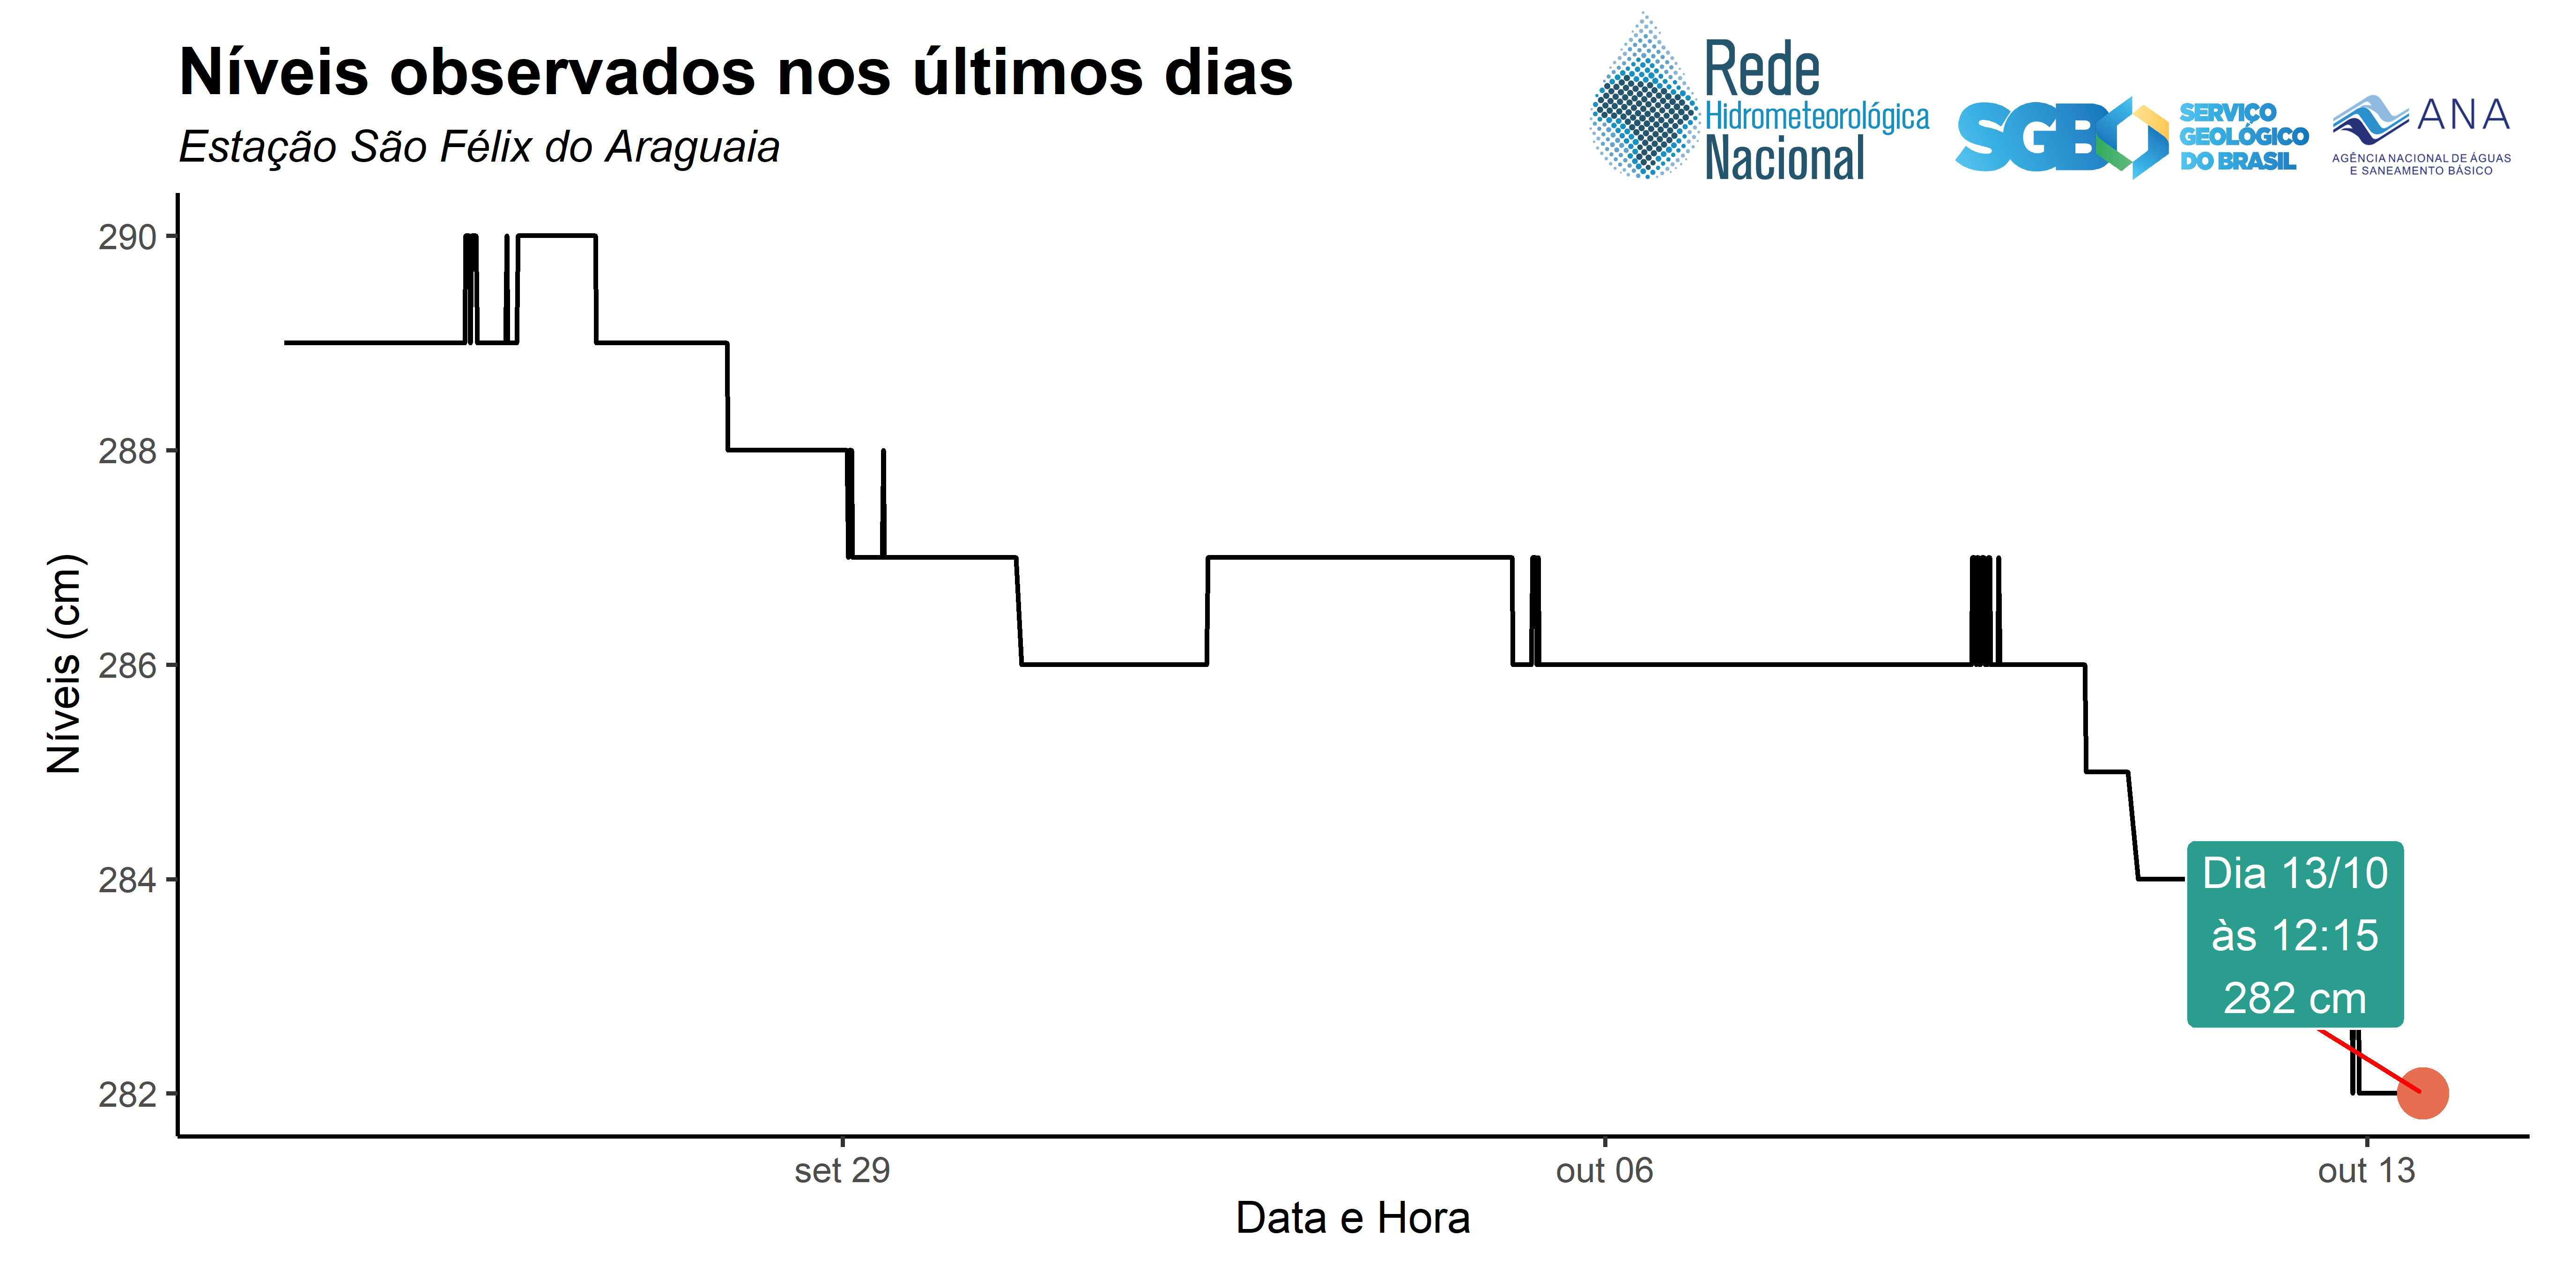 Níveis observados nos últimos dias
Estação São Félix do Araguaia
Rede
Hidrometeorológica
Nacional
SGB
SERVIÇO
GEOLÓGICO
DO BRASIL
ANA
AGÊNCIA NACIONAL DE ÁGUAS
E SANEAMENTO BÁSICO
Níveis (cm)
290
288
286
284
282
Dia 13/10
às 12:15
282 cm
set 29
out 06
out 13
Data e Hora